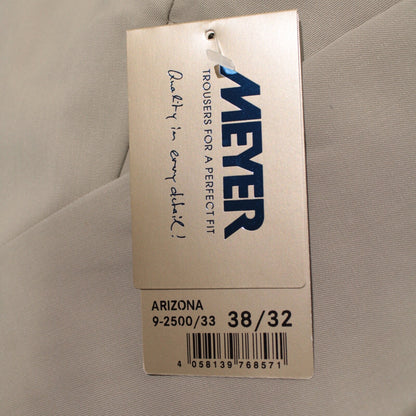 MEYER
TROUSERS FOR A PERFECT FIT
Quality in every detail!
ARIZONA
9-2500/33 38/32
4 058139 768571